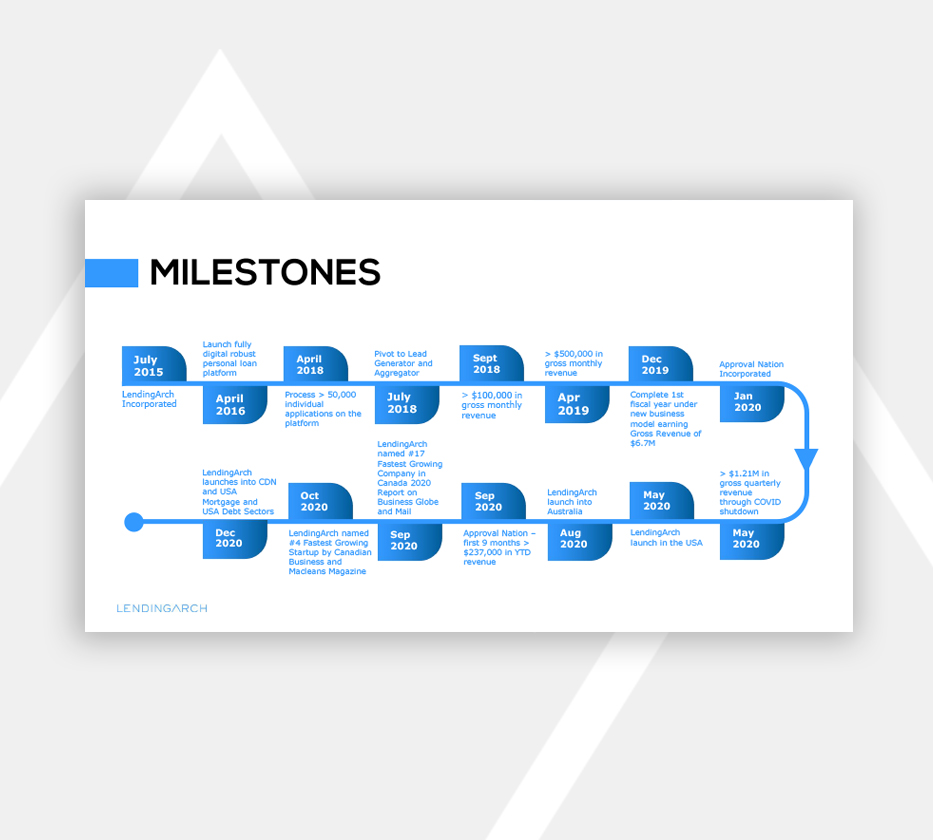 MILESTONES
July
2015
LendingArch
Incorporated
Launch fully
digital robust
personal loan
platform
April
2016
April
2018
Process > 50,000
individual
applications on the
platform
Pivot to Lead
Generator and
Aggregator
July
2018
Sept
2018
> $100,000 in
gross monthly
revenue
> $500,000 in
gross monthly
revenue
Apr
2019
Dec
2019
Complete 1st
fiscal year under
new business
model earning
Gross Revenue of
$6.7M
Approval Nation
Incorporated
Jan
2020
> $1.21M in
gross quarterly
revenue
through COVID
shutdown
May
2020
May
2020
LendingArch
launch in the USA
LendingArch
launch into
Australia
Aug
2020
Sep
2020
Approval Nation –
first 9 months >
$237,000 in YTD
revenue
LendingArch
named #17
Fastest Growing
Company in
Canada 2020
Report on
Business Globe
and Mail
Sep
2020
Oct
2020
LendingArch named
#4 Fastest Growing
Startup by Canadian
Business and
Macleans Magazine
LendingArch
launches into CDN
and USA
Mortgage and
USA Debt Sectors
Dec
2020
LENDINGARCH